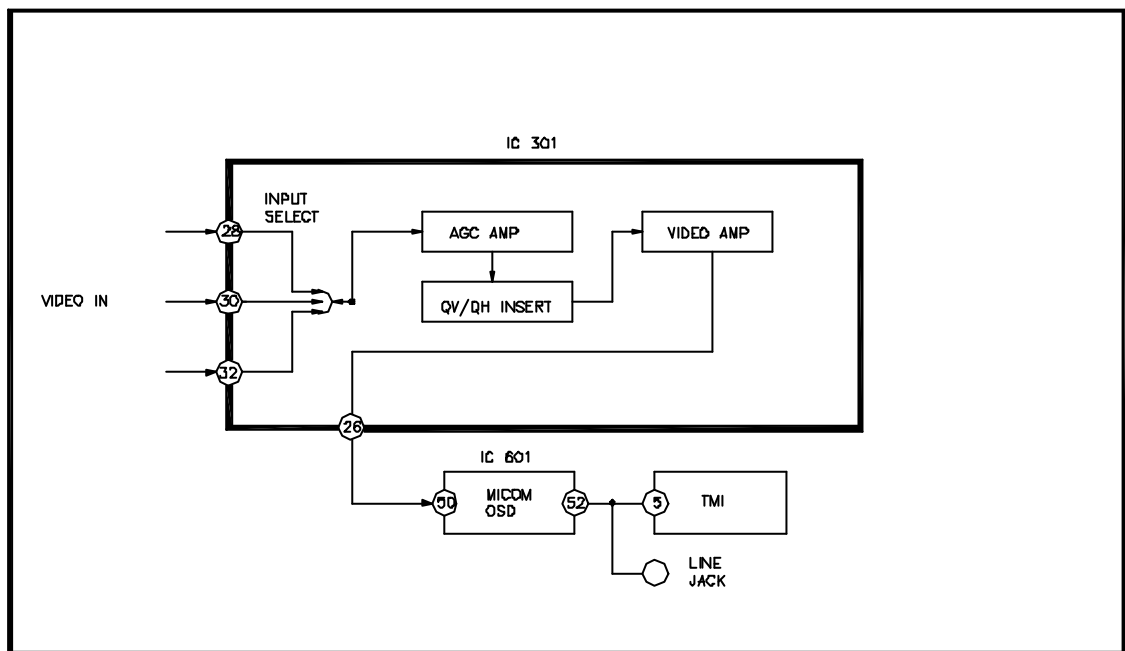 IC 301
INPUT
SELECT
28
AGC AMP
VIDEO AMP
VIDEO IN
30
QV/QH INSERT
32
26
IC 601
50
MICOM
OSD
52
5
TMI
LINE
JACK